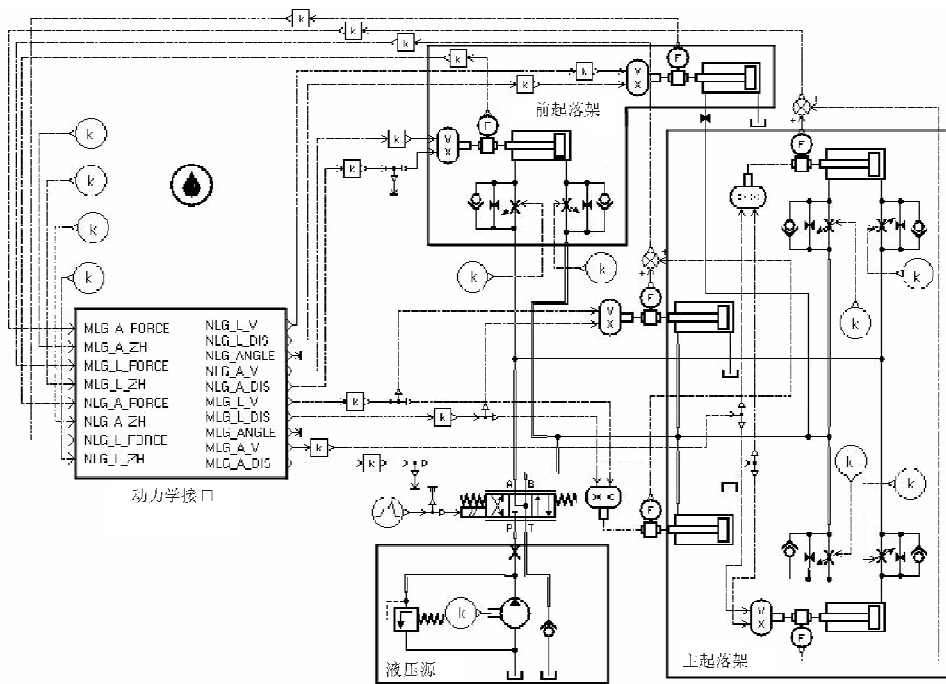 k
k
k
k
V
X
F
k
k
前起落架
F
k
V
X
k
k
k
k
k
k
k
F
F
V
X
F
k
k
MLG_A_FORCE
MLG_A_ZH
MLG_L_FORCE
MLG_L_ZH
NLG_A_FORCE
NLG_A_ZH
NLG_L_FORCE
NLG_L_ZH
NLG_L_V
NLG_L_DIS
NLG_ANGLE
NLG_A_V
NLG_A_DIS
MLG_L_V
MLG_L_DIS
MLG_ANGLE
MLG_A_V
MLG_A_DIS
动力学接口
k
k
k
k
k
k
A B
P T
F
V
X
F
k
液压源
主起落架